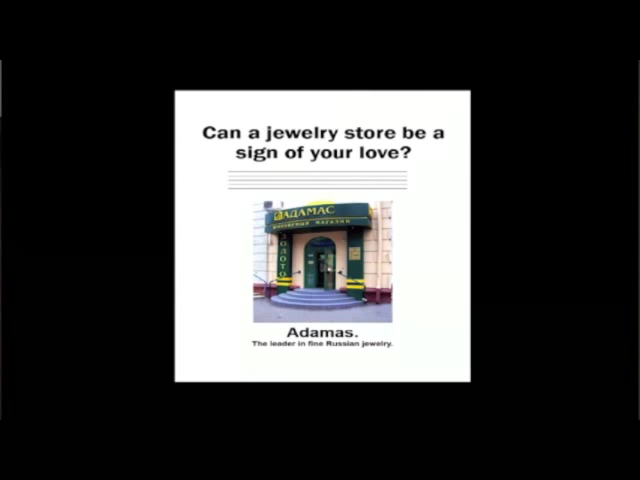 Can a jewelry store be a
sign of your love?
АДАМАС
ЮВЕЛИРНЫЙ МАГАЗИН
ЗОЛОТО
Adamas.
The leader in fine Russian jewelry.